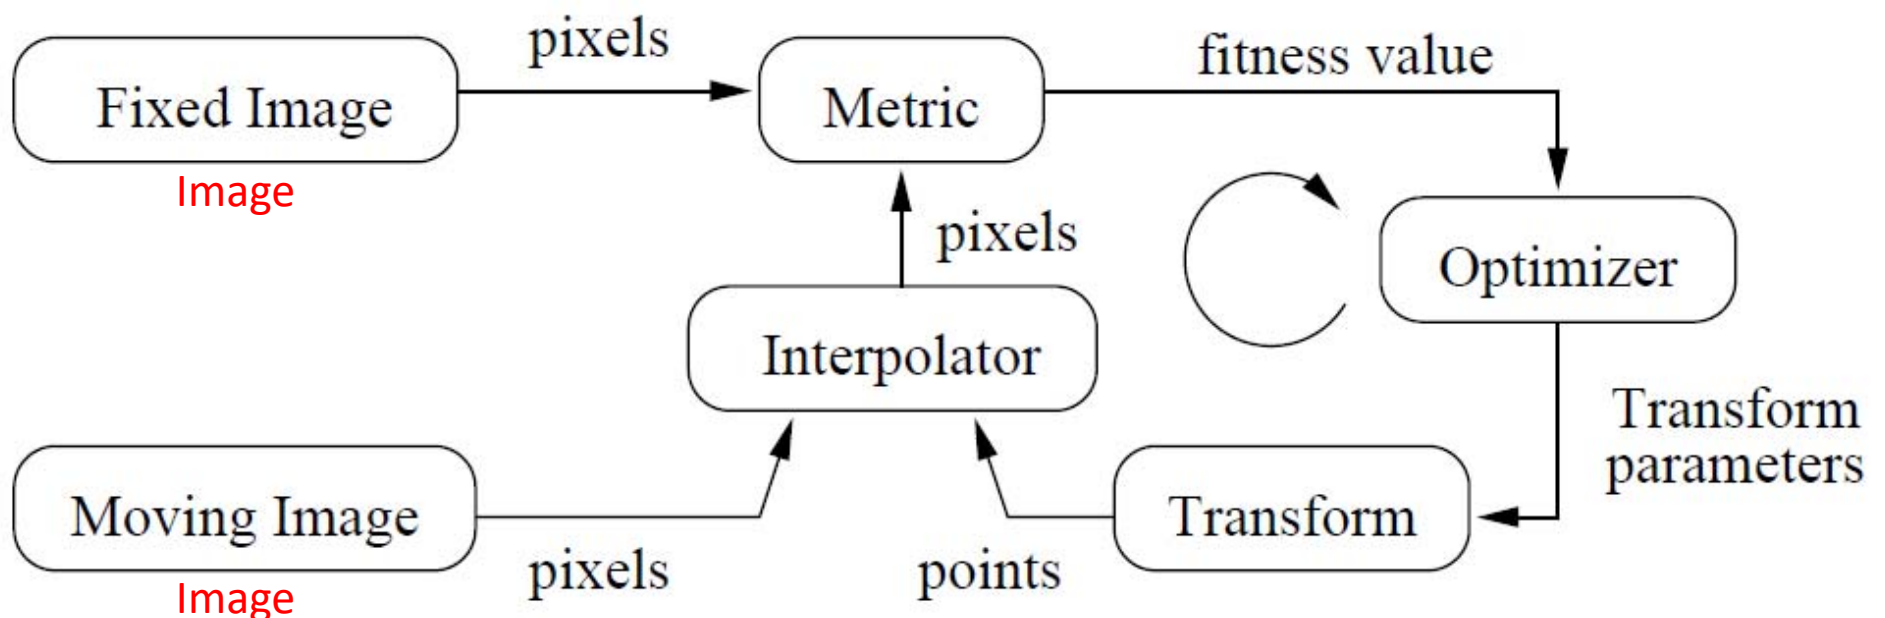 pixels
fitness value
Fixed Image
Metric
Image
pixels
Optimizer
Interpolator
Transform
parameters
Moving Image
Transform
pixels
points
Image